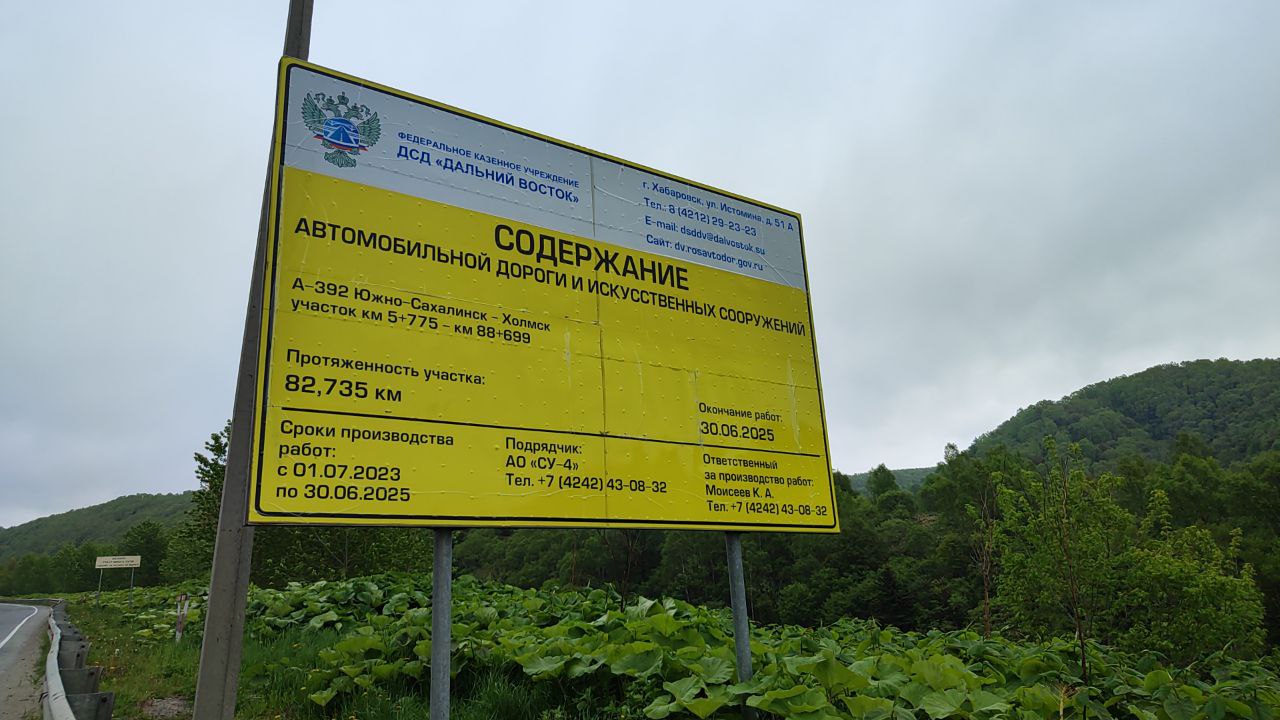 ФЕДЕРАЛЬНОЕ КАЗЕННОЕ УЧРЕЖДЕНИЕ
ДСД «ДАЛЬНИЙ ВОСТОК»
г. Хабаровск, ул. Истомина, д. 51 А
Тел.: 8 (4212) 29-23-23
E-mail: dsddv@dalvostok.su
Сайт: dv.rosavtodor.gov.ru
СОДЕРЖАНИЕ
АВТОМОБИЛЬНОЙ ДОРОГИ И ИСКУССТВЕННЫХ СООРУЖЕНИЙ
А-392 Южно-Сахалинск - Холмск
участок км 5+775 - км 88+699
Протяженность участка:
82,735 км
Окончание работ:
30.06.2025
Сроки производства
работ:
с 01.07.2023
по 30.06.2025
Подрядчик:
АО «СУ-4»
Тел. +7 (4242) 43-08-32
Ответственный
за производство работ:
Моисеев К. А.
Тел. +7 (4242) 43-08-32